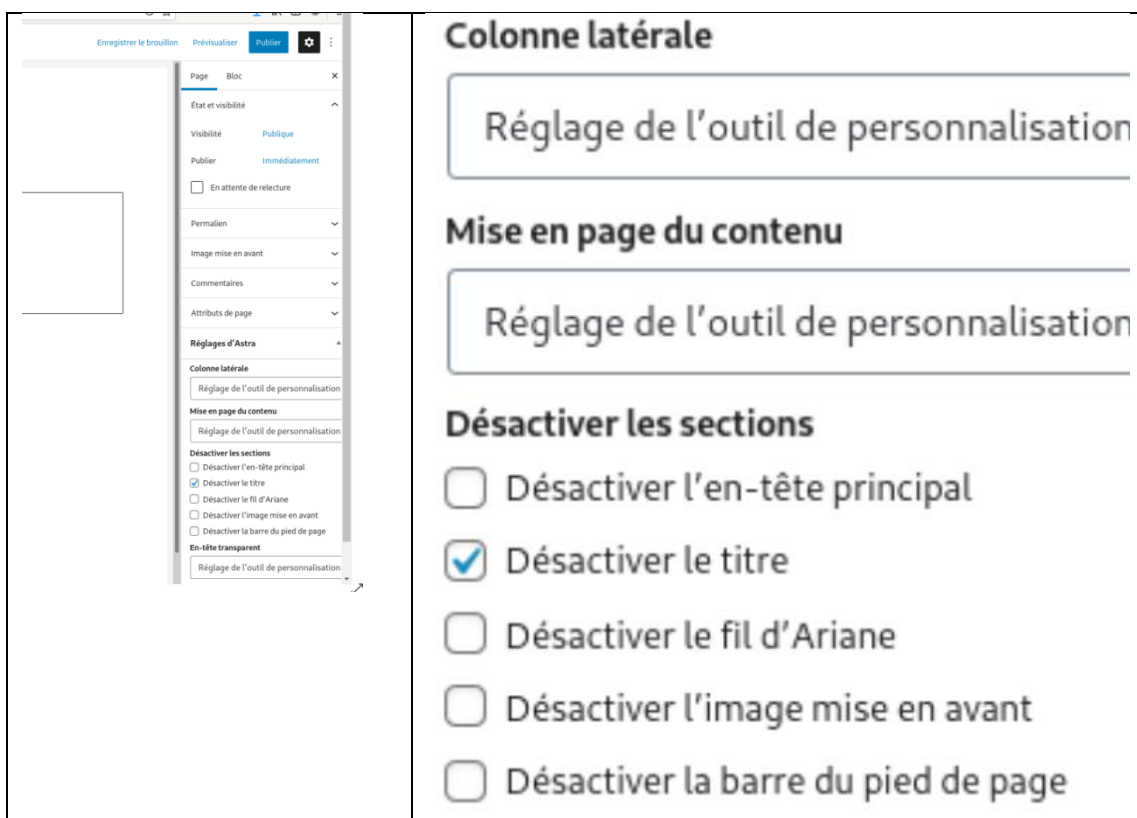 Enregistrer le brouillon Prévisualiser Publier
Page Bloc
État et visibilité
Visibilité Publique
Publier Immédiatement
En attente de relecture
Permalien
Image mise en avant
Commentaires
Attributs de page
Réglages d'Astra
Colonne latérale
Réglage de l'outil de personnalisation
Mise en page du contenu
Réglage de l'outil de personnalisation
Désactiver les sections
Désactiver l'en-tête principal
Désactiver le titre
Désactiver le fil d'Ariane
Désactiver l'image mise en avant
Désactiver la barre du pied de page
En-tête transparent
Réglage de l'outil de personnalisation
Colonne latérale
Réglage de l'outil de personnalisation
Mise en page du contenu
Réglage de l'outil de personnalisation
Désactiver les sections
Désactiver l'en-tête principal
Désactiver le titre
Désactiver le fil d'Ariane
Désactiver l'image mise en avant
Désactiver la barre du pied de page